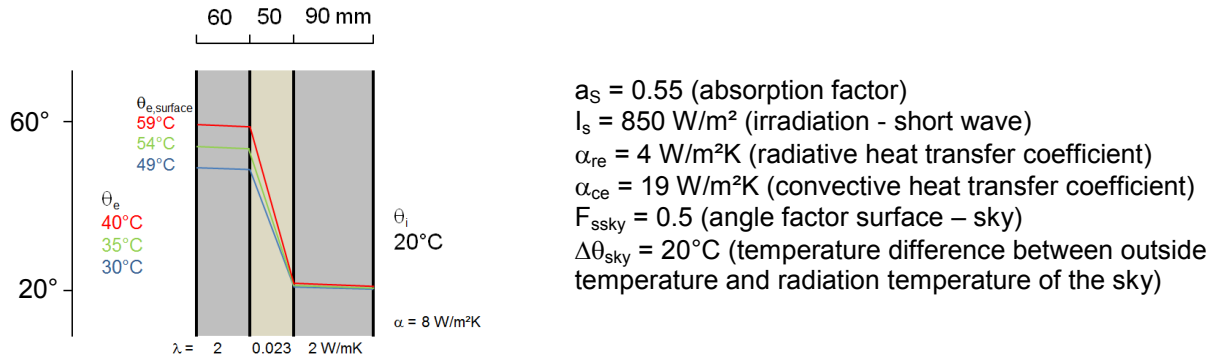 60 50 90 mm
60°
20°
θe,surface
59°C
54°C
49°C
θe
40°C
35°C
30°C
θi
20°C
α = 8 W/m²K
λ = 2 0.023 2 W/mK
aS = 0.55 (absorption factor)
Is = 850 W/m² (irradiation - short wave)
αre = 4 W/m²K (radiative heat transfer coefficient)
αce = 19 W/m²K (convective heat transfer coefficient)
Fssky = 0.5 (angle factor surface – sky)
Δθsky = 20°C (temperature difference between outside
temperature and radiation temperature of the sky)